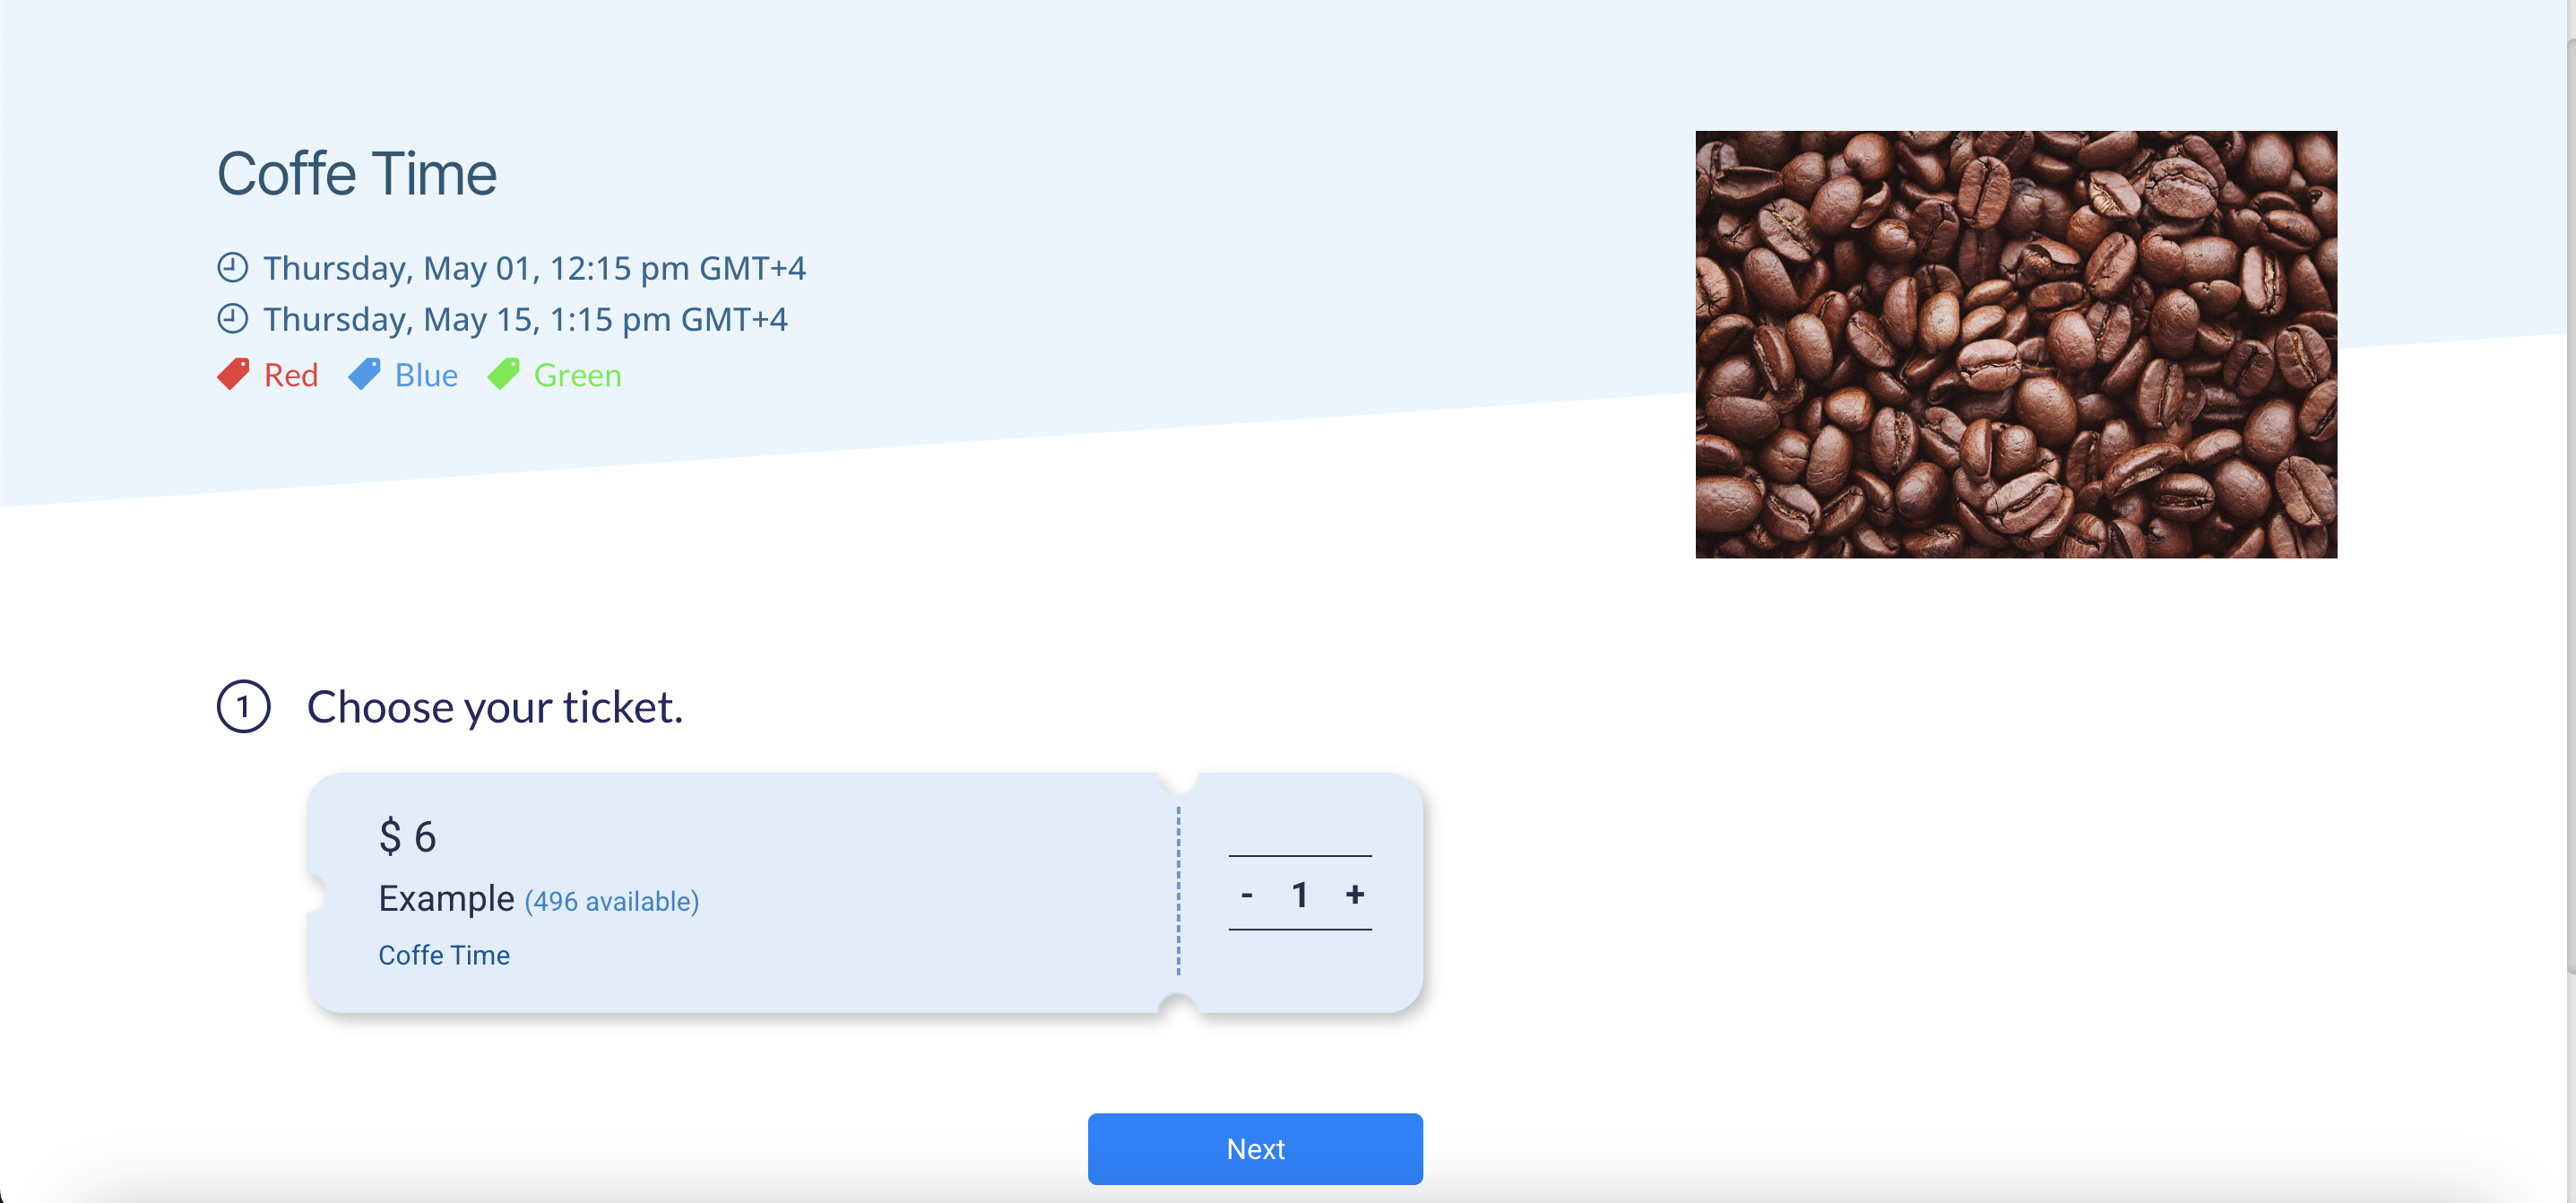 Coffe Time
Thursday, May 01, 12:15 pm GMT+4
Thursday, May 15, 1:15 pm GMT+4
Red Blue Green
1 Choose your ticket.
$ 6
Example (496 available)
- 1 +
Coffe Time
Next